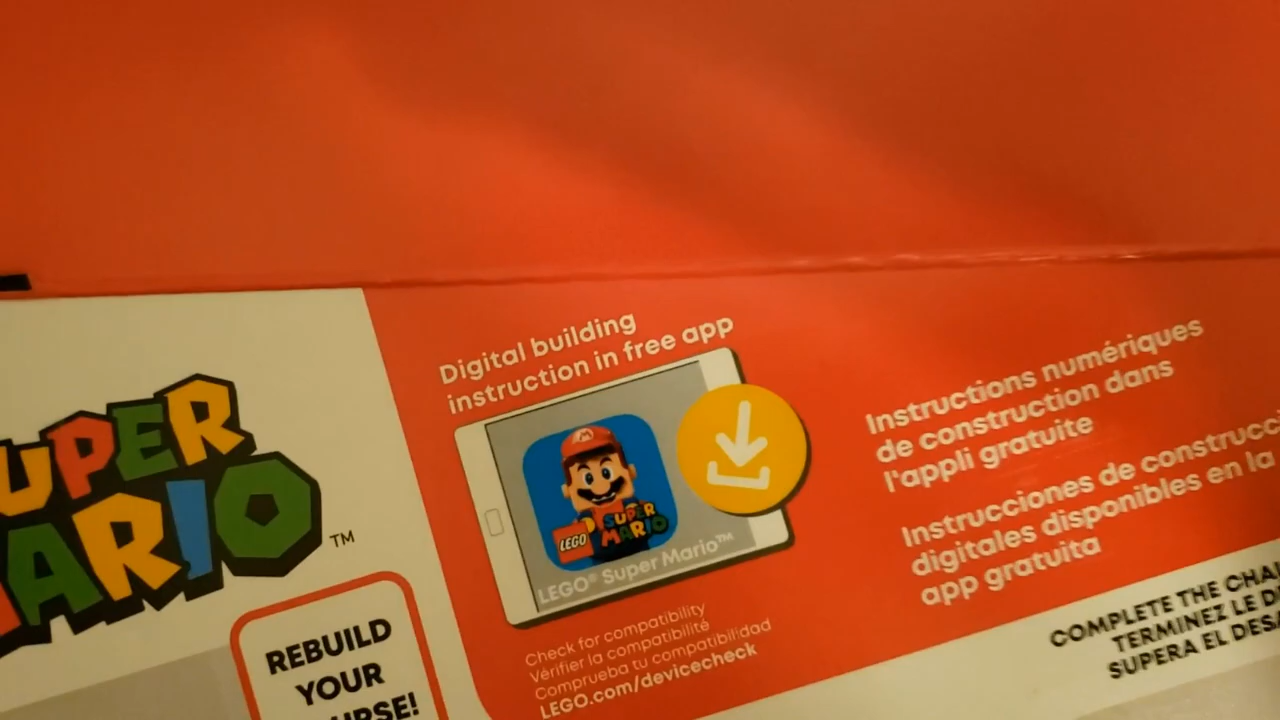 SUPER
MARIO
TM
REBUILD
YOUR
Digital building
instruction in free app
SUPER
MARIO
LEGO
LEGO® Super Mario™
Check for compatibility
Vérifier la compatibilité
Comprueba tu compatibilidad
LEGO.com/devicecheck
Instructions numériques
de construction dans
l'appli gratuite
Instrucciones de construcc
digitales disponibles en la
app gratuita
COMPLETE THE CHA
TERMINEZ LE D
SUPERA EL DESA